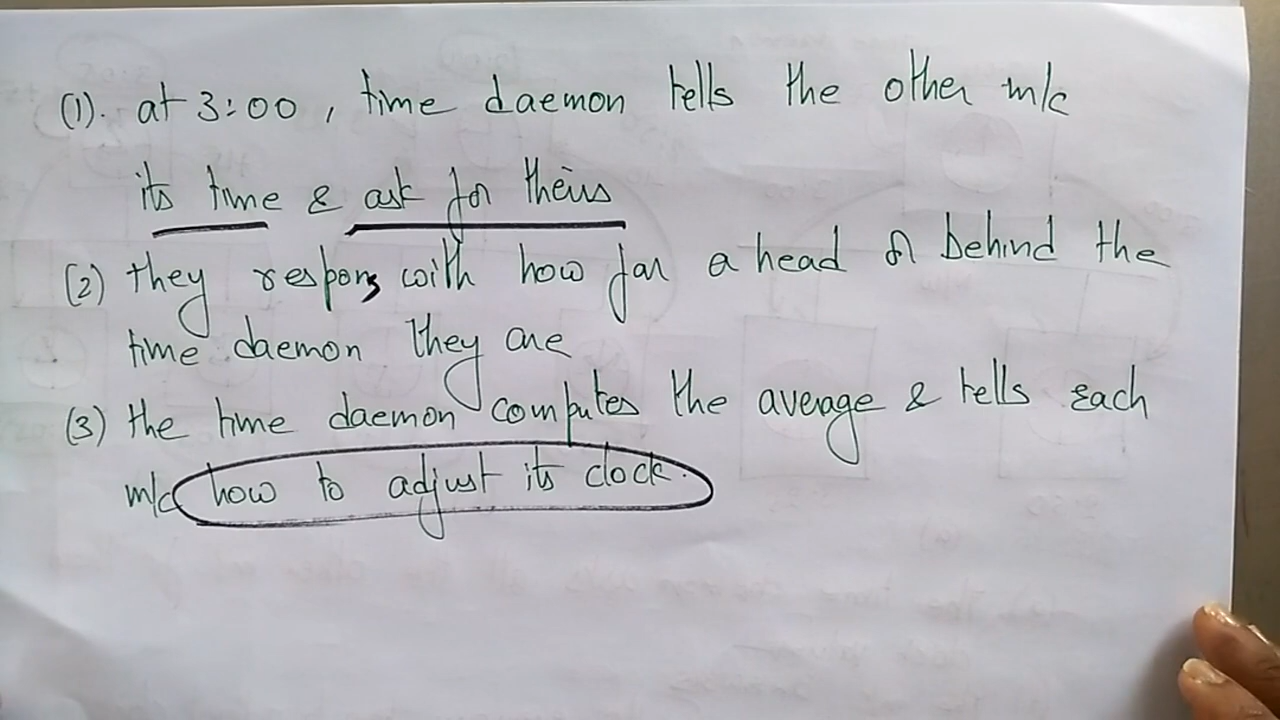 (1). at 3:00, time daemon tells the other m/c
its time & ask for theirs
(2) they respons with how far a head or behind the
time daemon they are
(3) the time daemon computes the average & tells each
m/c how to adjust its clock.